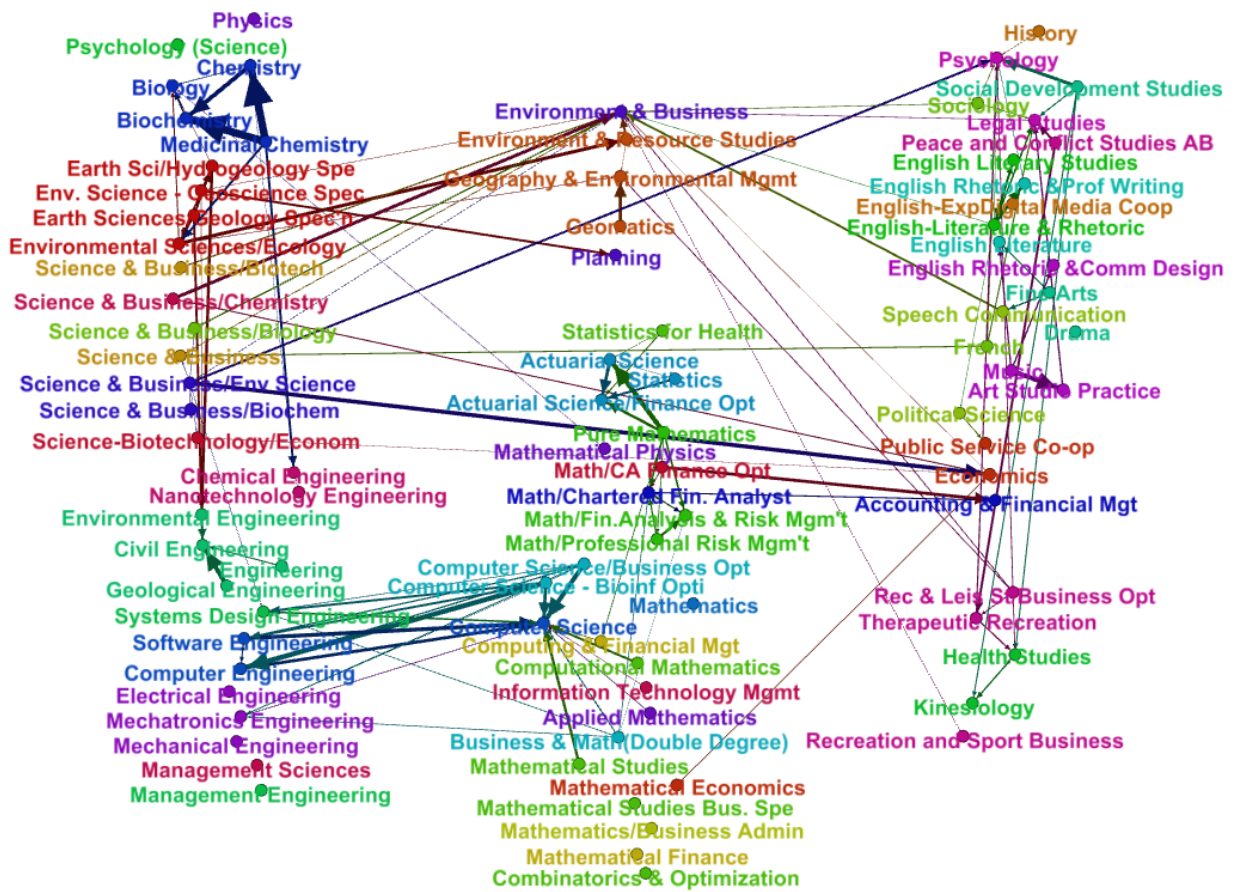 Physics
Psychology (Science)
Chemistry
Biology
Biochemistry
Medicinal Chemistry
Earth Sci/Hydrogeology Spe
Env. Science - Geoscience Spec
Earth Sciences/Geology Spec'n
Environmental Sciences/Ecology
Science & Business/Biotech
Science & Business/Chemistry
Science & Business/Biology
Science & Business
Science & Business/Env Science
Science & Business/Biochem
Science-Biotechnology/Econom
Chemical Engineering
Nanotechnology Engineering
Environmental Engineering
Civil Engineering
Engineering
Geological Engineering
Systems Design Engineering
Software Engineering
Computer Engineering
Electrical Engineering
Mechatronics Engineering
Mechanical Engineering
Management Sciences
Management Engineering
Environment & Business
Environment & Resource Studies
Geography & Environmental Mgmt
Geomatics
Planning
Statistics for Health
Actuarial Science
Statistics
Actuarial Science/Finance Opt
Pure Mathematics
Mathematical Physics
Math/CA Finance Opt
Math/Chartered Fin. Analyst
Math/Fin.Analysis & Risk Mgm't
Math/Professional Risk Mgm't
Computer Science/Business Opt
Computer Science - Bioinf Opti
Mathematics
Computer Science
Computing & Financial Mgt
Computational Mathematics
Information Technology Mgmt
Applied Mathematics
Business & Math(Double Degree)
Mathematical Studies
Mathematical Economics
Mathematical Studies Bus. Spe
Mathematics/Business Admin
Mathematical Finance
Combinatorics & Optimization
History
Psychology
Social Development Studies
Sociology
Legal Studies
Peace and Conflict Studies AB
English Literary Studies
English Rhetoric &Prof Writing
English-ExpDigital Media Coop
English-Literature & Rhetoric
English Literature
English Rhetoric &Comm Design
Fine Arts
Speech Communication
Drama
French
Music
Art Studio Practice
Political Science
Public Service Co-op
Economics
Accounting & Financial Mgt
Rec & Leis St Business Opt
Therapeutic Recreation
Health Studies
Kinesiology
Recreation and Sport Business